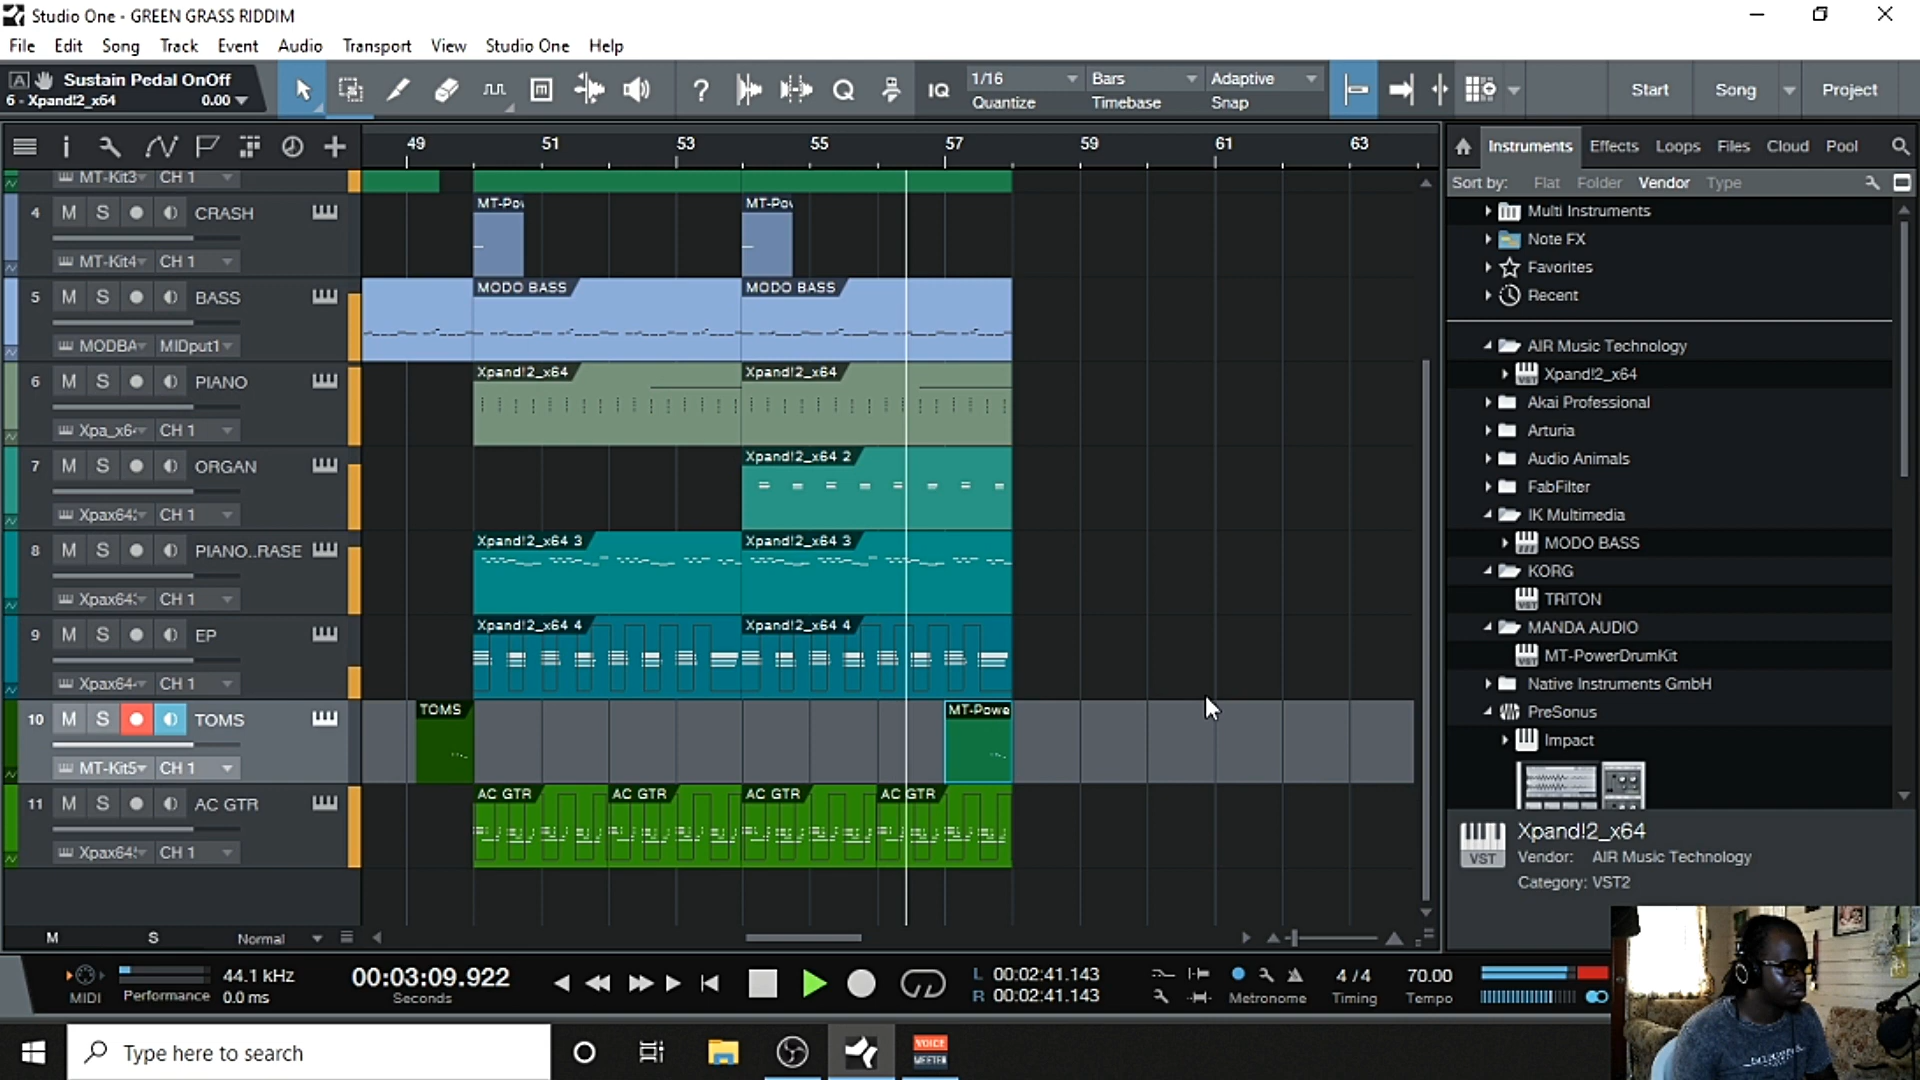 Studio One - GREEN GRASS RIDDIM
File Edit Song Track Event Audio Transport View Studio One Help
A Sustain Pedal OnOff
6 - Xpand!2_x64 0.00
? Q IQ
1/16 Bars Adaptive
Quantize Timebase Snap
Start Song Project
49 51 53 55 57 59 61 63
Instruments Effects Loops Files Cloud Pool
Sort by: Flat Folder Vendor Type
MT-Kit3 CH 1
4 M S CRASH
MT-Kit4 CH 1
5 M S BASS
MODBA MIDput1
6 M S PIANO
Xpa_x6 CH 1
7 M S ORGAN
CH 1
8 M S PIANO..RASE
CH 1
9 M S EP
Xpax64 CH 1
10 M S TOMS
MT-Kit5 CH 1
11 M S AC GTR
CH 1
MT-Po MT-Po
MODO BASS MODO BASS
Xpand!2_x64 Xpand!2_x64
Xpand!2_x64 2
Xpand!2_x64 3 Xpand!2_x64 3
Xpand!2_x64 4 Xpand!2_x64 4
TOMS MT-Powe
AC GTR AC GTR AC GTR AC GTR
Multi Instruments
Note FX
Favorites
Recent
AIR Music Technology
Xpand!2_x64
Akai Professional
Arturia
Audio Animals
FabFilter
IK Multimedia
MODO BASS
KORG
TRITON
MANDA AUDIO
MT-PowerDrumKit
Native Instruments GmbH
PreSonus
Impact
Xpand!2_x64
VST
Vendor: AIR Music Technology
Category: VST2
M S Normal
MIDI Performance
44.1 kHz
0.0 ms
00:03:09.922
Seconds
L 00:02:41.143
R 00:02:41.143
Metronome
4 / 4
Timing
70.00
Tempo
Type here to search
VOICE
MEETER